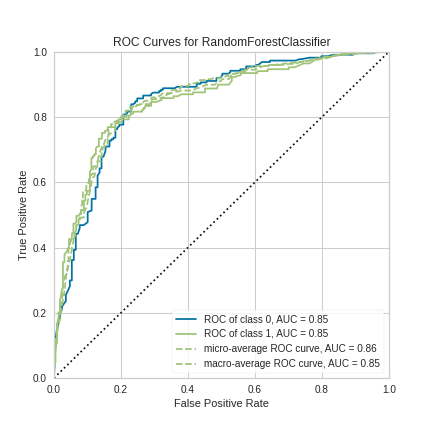 ROC Curves for RandomForestClassifier
1.0
0.8
0.6
0.4
0.2
0.0
True Positive Rate
ROC of class 0, AUC = 0.85
ROC of class 1, AUC = 0.85
micro-average ROC curve, AUC = 0.86
macro-average ROC curve, AUC = 0.85
0.0 0.2 0.4 0.6 0.8 1.0
False Positive Rate